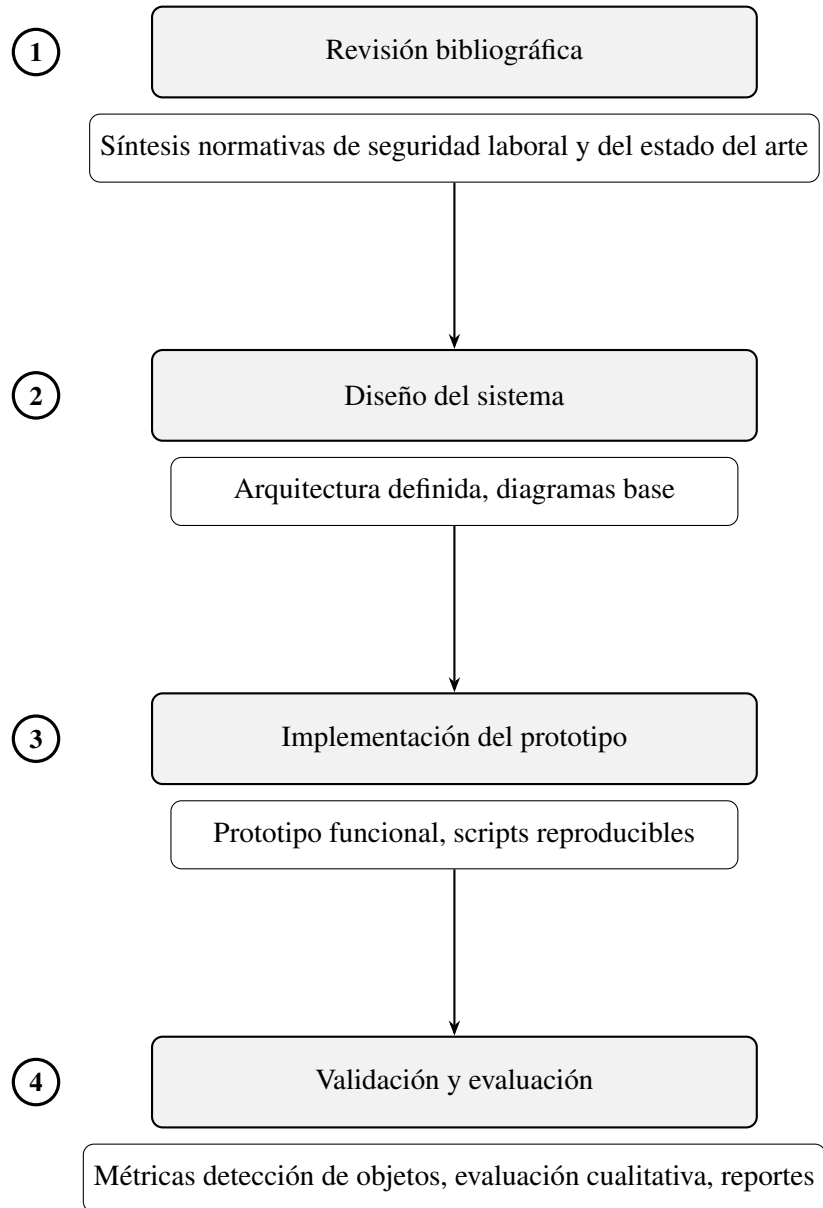 1
Revisión bibliográfica
Síntesis normativas de seguridad laboral y del estado del arte
2
Diseño del sistema
Arquitectura definida, diagramas base
3
Implementación del prototipo
Prototipo funcional, scripts reproducibles
4
Validación y evaluación
Métricas detección de objetos, evaluación cualitativa, reportes